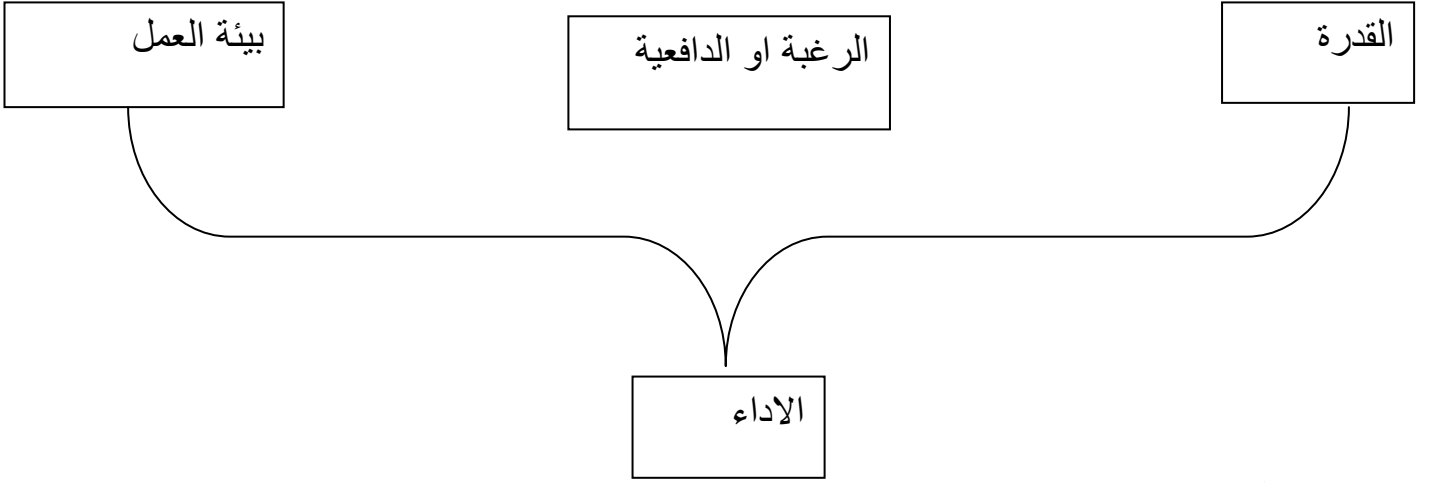 القدرة
الرغبة او الدافعية
بيئة العمل
الاداء